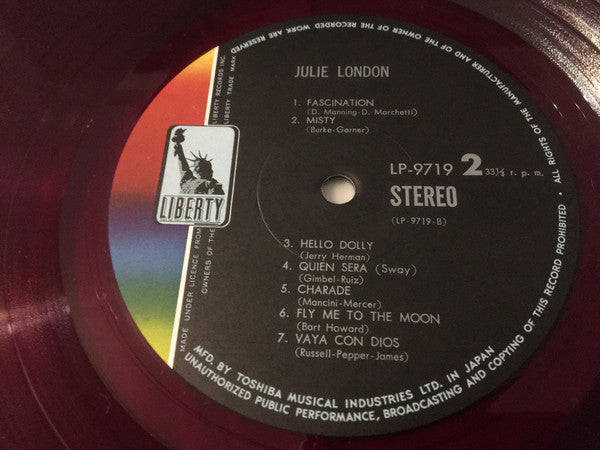 JULIE LONDON
1. FASCINATION
(D. Manning-D. Marchetti)
2. MISTY
(Burke-Garner)
LP-9719 2 33⅓ r. p. m.
STEREO
(LP-9719-B)
LIBERTY
3. HELLO DOLLY
(Jerry Herman)
4. QUIEN SERA (Sway)
(Gimbel-Ruiz)
5. CHARADE
(Mancini-Mercer)
6. FLY ME TO THE MOON
(Bart Howard)
7. VAYA CON DIOS
(Russell-Pepper-James)
MADE UNDER LICENCE FROM
OWNERS OF THE
LIBERTY TRADE MARK
LIBERTY RECORDS INC.
MFD. BY TOSHIBA MUSICAL INDUSTRIES LTD. IN JAPAN
UNAUTHORIZED PUBLIC PERFORMANCE, BROADCASTING AND COPYING OF THIS RECORD PROHIBITED • ALL RIGHTS OF THE MANUFACTURER AND OF THE OWNER OF THE RECORDED WORK ARE RESERVED